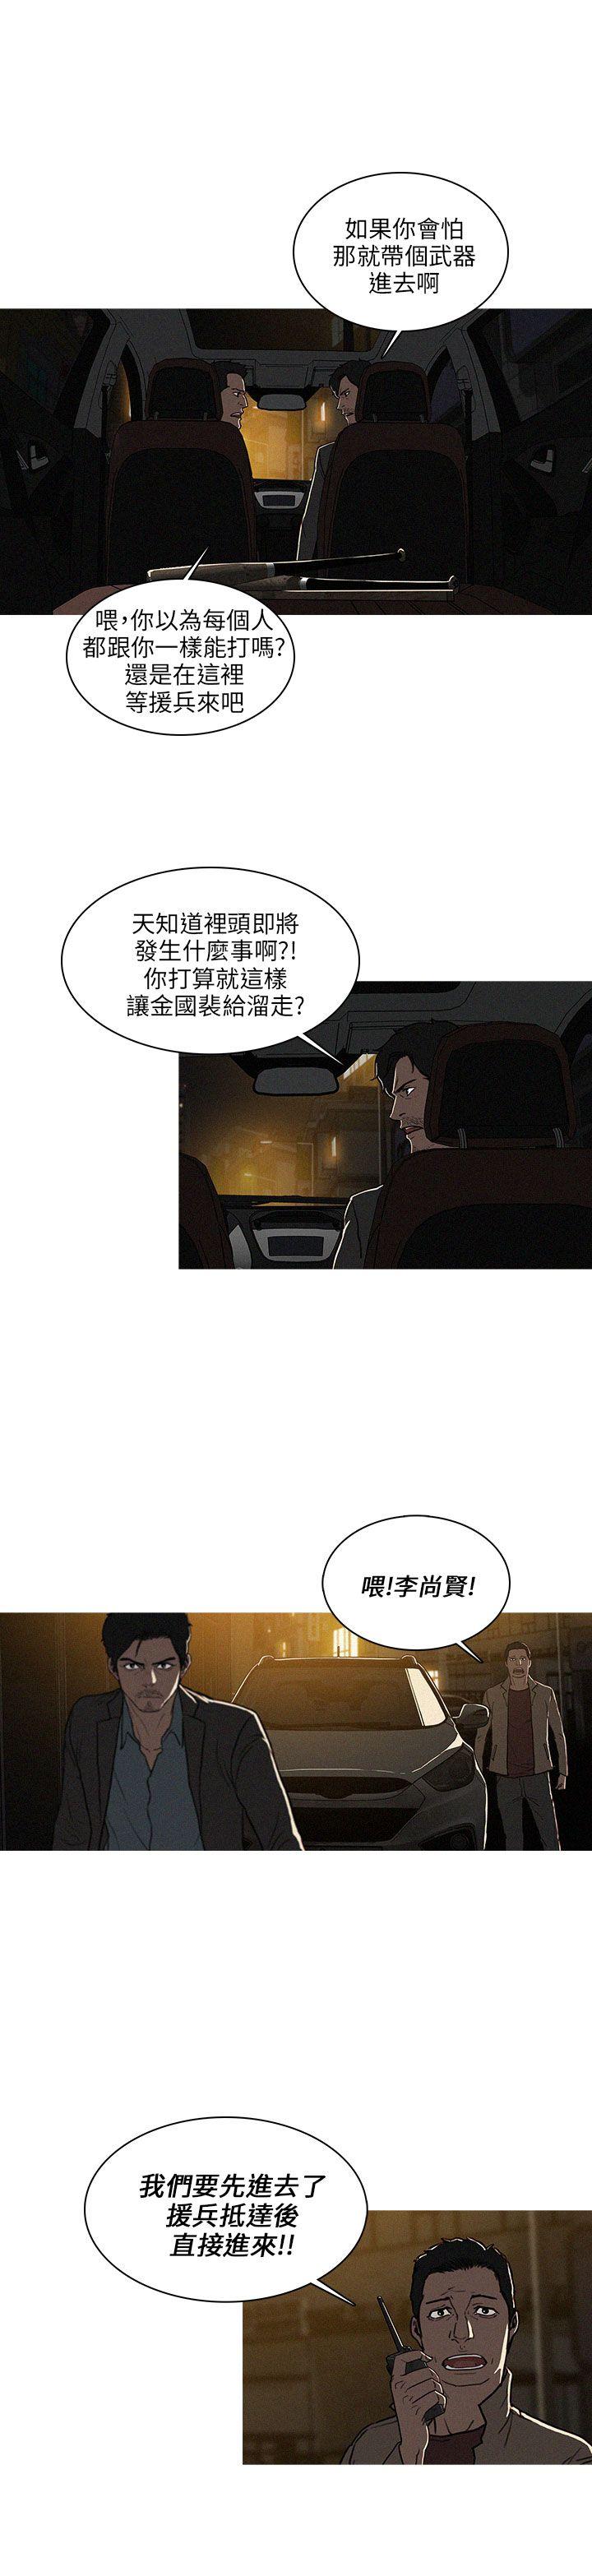 如果你會怕
那就帶個武器
進去啊
喂,你以為每個人
都跟你一樣能打嗎?
還是在這裡
等援兵來吧
天知道裡頭即將
發生什麼事啊?!
你打算就這樣
讓金國裴給溜走?
喂!李尚賢!
我們要先進去了
援兵抵達後
直接進來!!